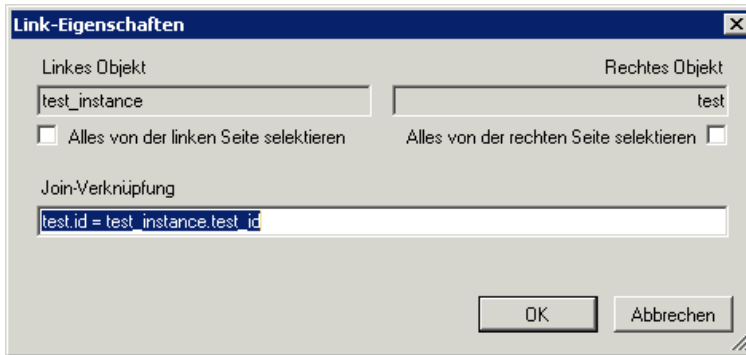 Link-Eigenschaften
Linkes Objekt Rechtes Objekt
test_instance test
Alles von der linken Seite selektieren Alles von der rechten Seite selektieren
Join-Verknüpfung
test.id = test_instance.test_id
OK Abbrechen